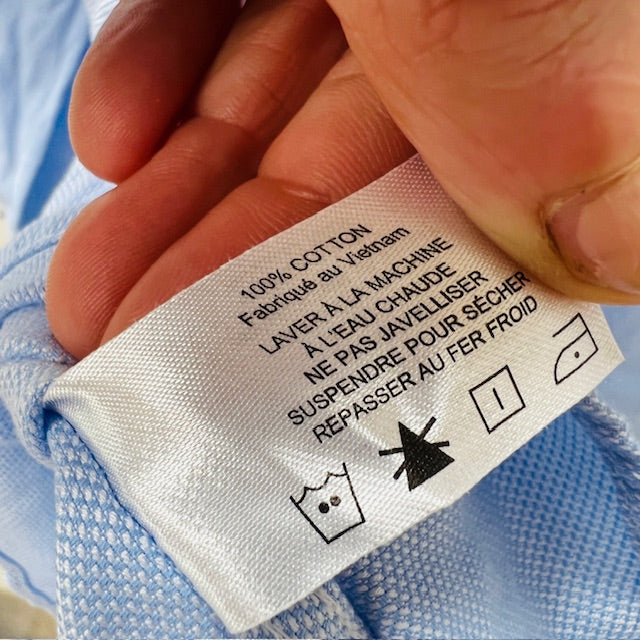 100% COTTON
Fabriqué au Vietnam
LAVER À LA MACHINE
À L'EAU CHAUDE
NE PAS JAVELLISER
SUSPENDRE POUR SÉCHER
REPASSER AU FER FROID